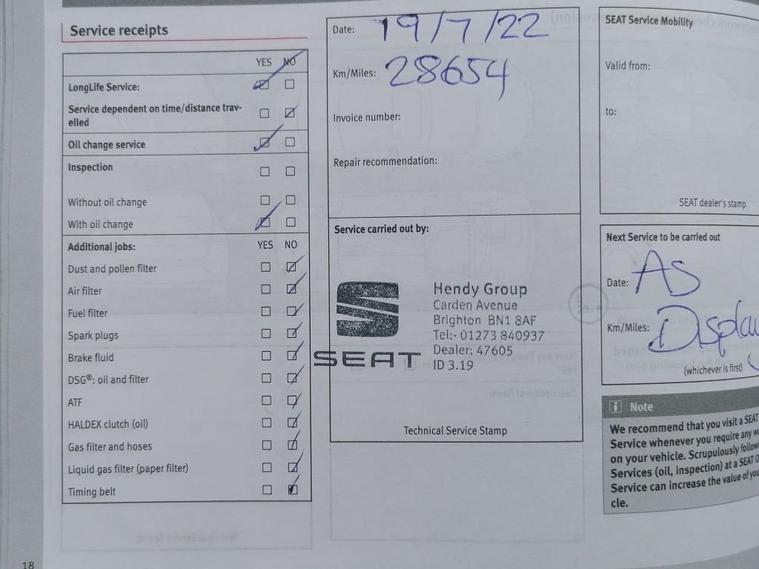 Service receipts
YES NO
LongLife Service:
Service dependent on time/distance trav-
elled
Oil change service
Inspection
Without oil change
With oil change
Additional jobs: YES NO
Dust and pollen filter
Air filter
Fuel filter
Spark plugs
Brake fluid
DSG®: oil and filter
ATF
HALDEX clutch (oil)
Gas filter and hoses
Liquid gas filter (paper filter)
Timing belt
18
Date: 19/7/22
Km/Miles: 28654
Invoice number:
Repair recommendation:
Service carried out by:
SEAT
Hendy Group
Carden Avenue
Brighton BN1 8AF
Tel:- 01273 840937
Dealer: 47605
ID 3.19
Technical Service Stamp
SEAT Service Mobility
Valid from:
to:
SEAT dealer's stamp
Next Service to be carried out
Date: AS
Km/Miles: Display
(whichever is first)
i Note
We recommend that you visit a SEAT
Service whenever you require any
on your vehicle. Scrupulously
Services (oil, inspection) at a SEAT
Service can increase the value of
cle.